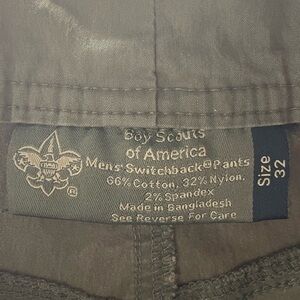 Boy Scouts
of America
Men's Switchback® Pants
66% Cotton, 32% Nylon,
2% Spandex
Made in Bangladesh
See Reverse For Care
Size
32
®